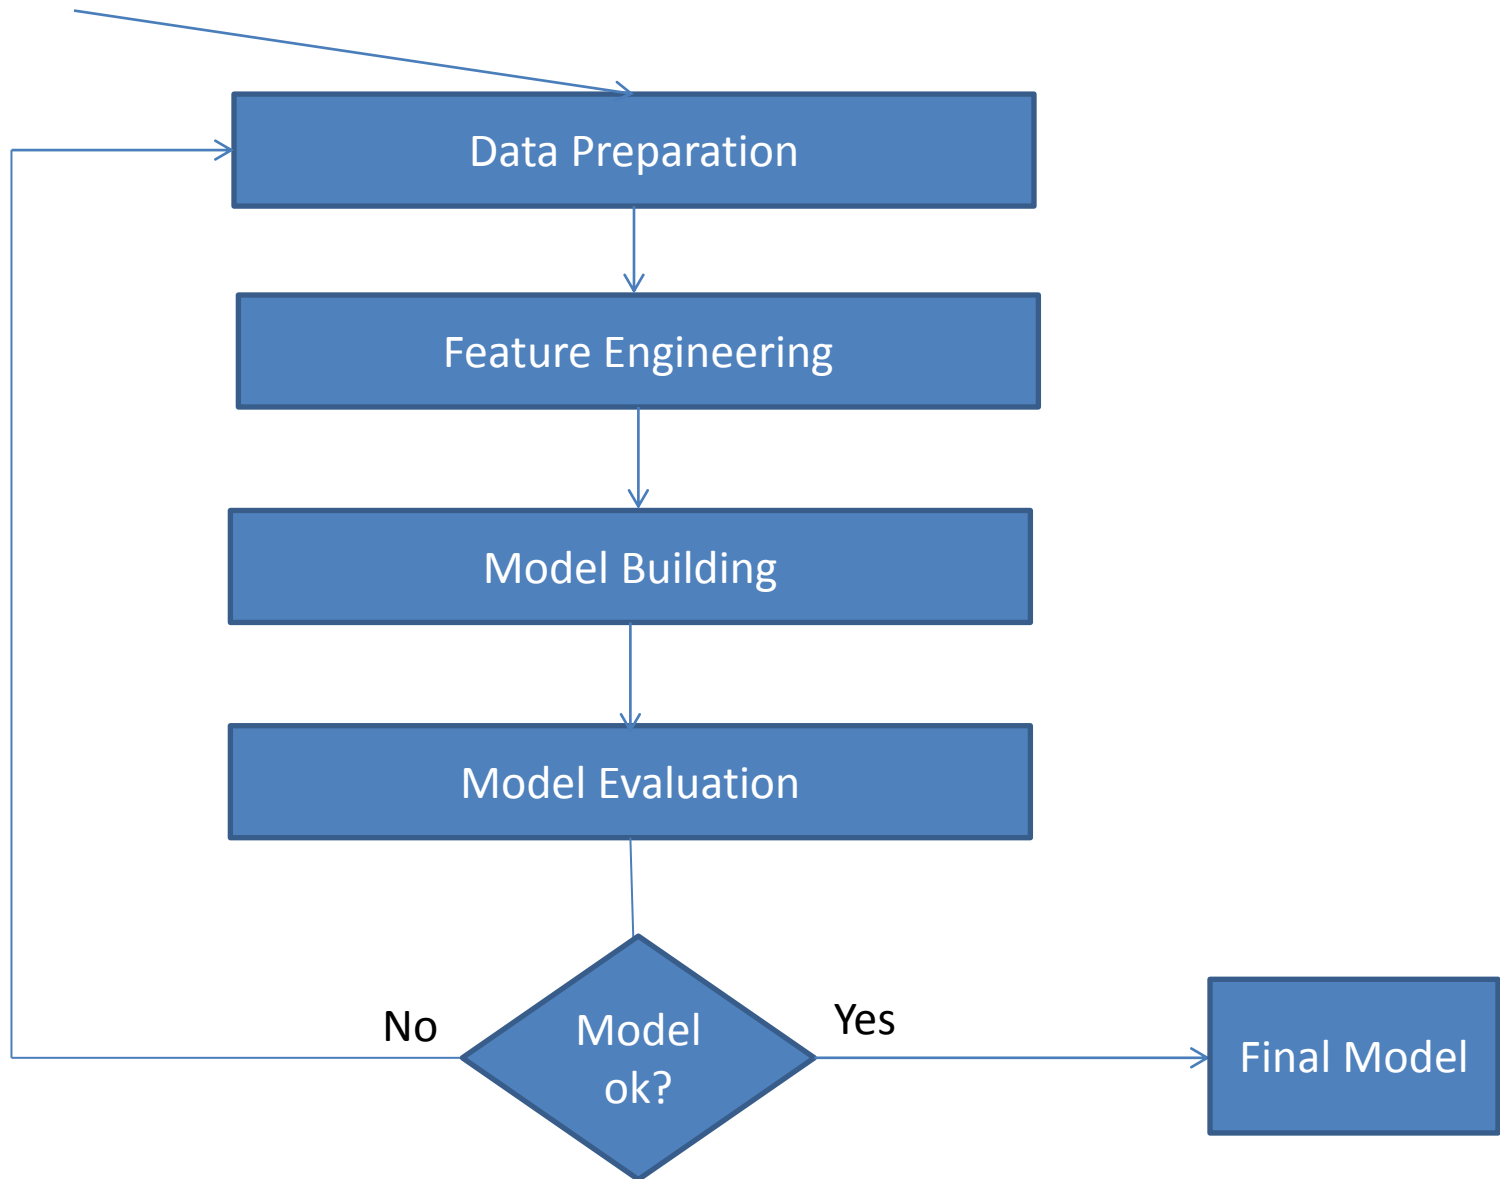 Data Preparation
Feature Engineering
Model Building
Model Evaluation
No
Model
ok?
Yes
Final Model